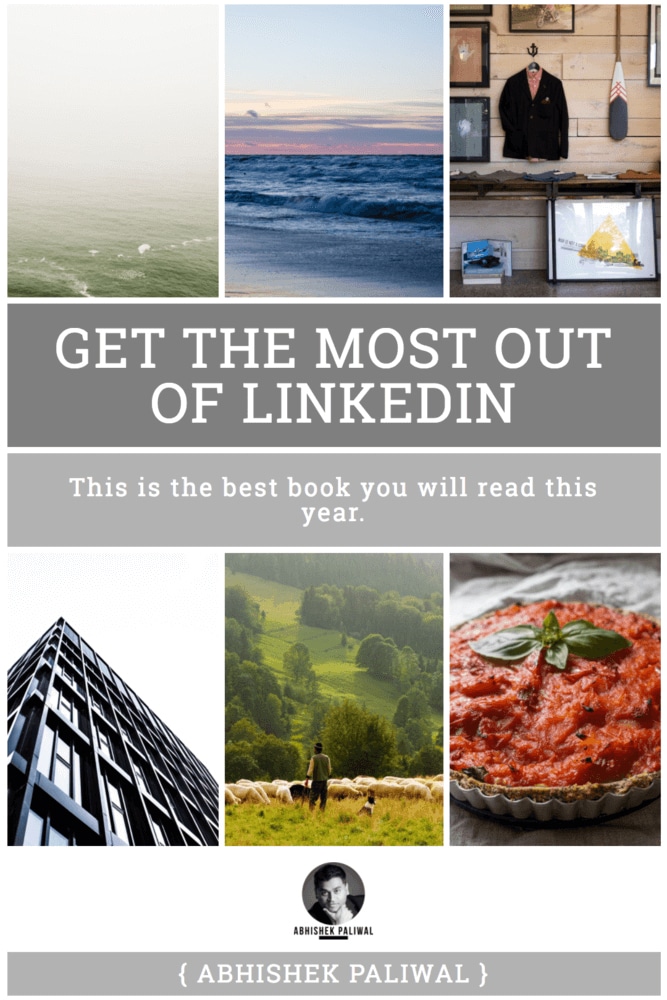 GET THE MOST OUT
OF LINKEDIN
This is the best book you will read this
year.
ABHISHEK PALIWAL
{ ABHISHEK PALIWAL }